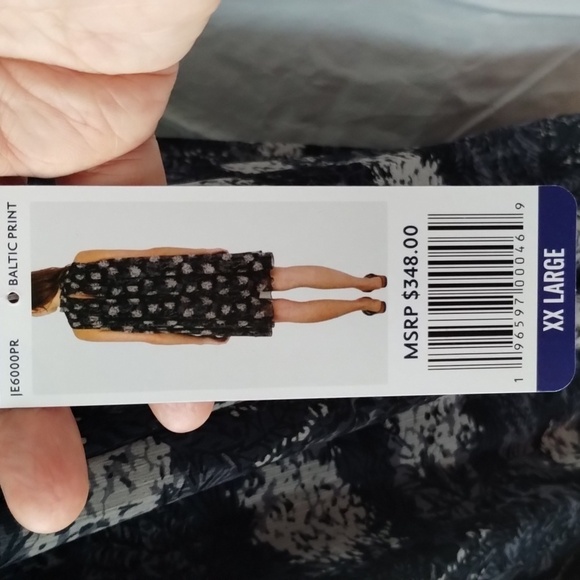 JE6000PR BALTIC PRINT
MSRP $348.00
1 96597 00046 9
XX LARGE